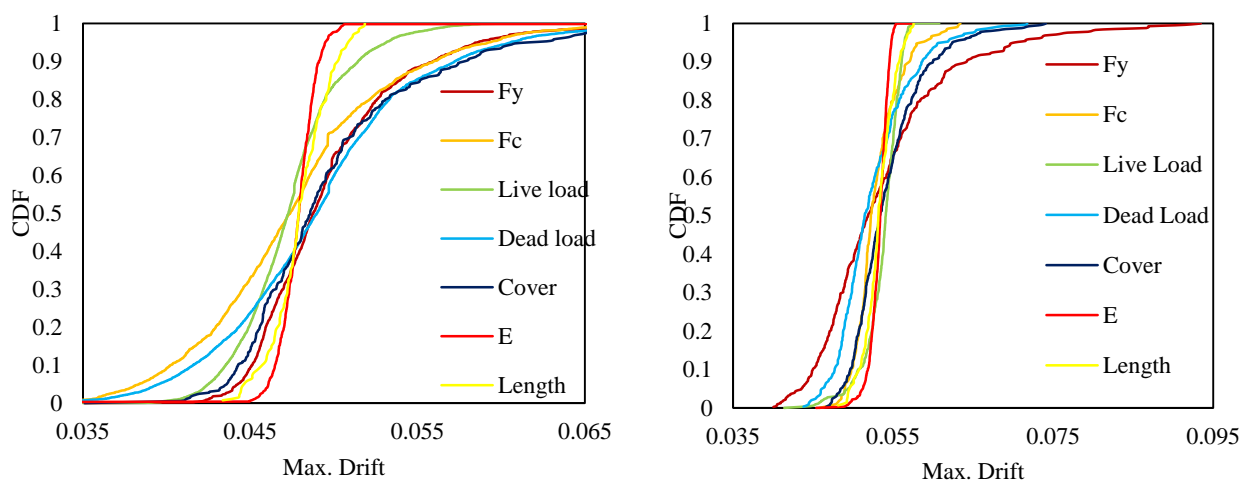 1
0.9
0.8
0.7
0.6
0.5
0.4
0.3
0.2
0.1
0
CDF
0.035
0.045
0.055
0.065
Max. Drift
Fy
Fc
Live load
Dead load
Cover
E
Length
1
0.9
0.8
0.7
0.6
0.5
0.4
0.3
0.2
0.1
0
CDF
0.035
0.055
0.075
0.095
Max. Drift
Fy
Fc
Live Load
Dead Load
Cover
E
Length